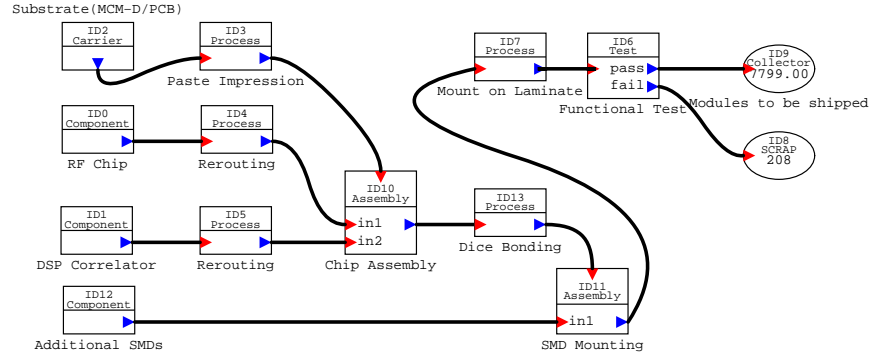 Substrate(MCM-D/PCB)
ID2
Carrier
ID3
Process
Paste Impression
ID7
Process
Mount on Laminate
ID6
Test
pass
fail
Functional Test
ID9
Collector
7799.00
Modules to be shipped
ID8
SCRAP
208
ID0
Component
RF Chip
ID4
Process
Rerouting
ID10
Assembly
in1
in2
Chip Assembly
ID13
Process
Dice Bonding
ID1
Component
DSP Correlator
ID5
Process
Rerouting
ID12
Component
Additional SMDs
ID11
Assembly
in1
SMD Mounting